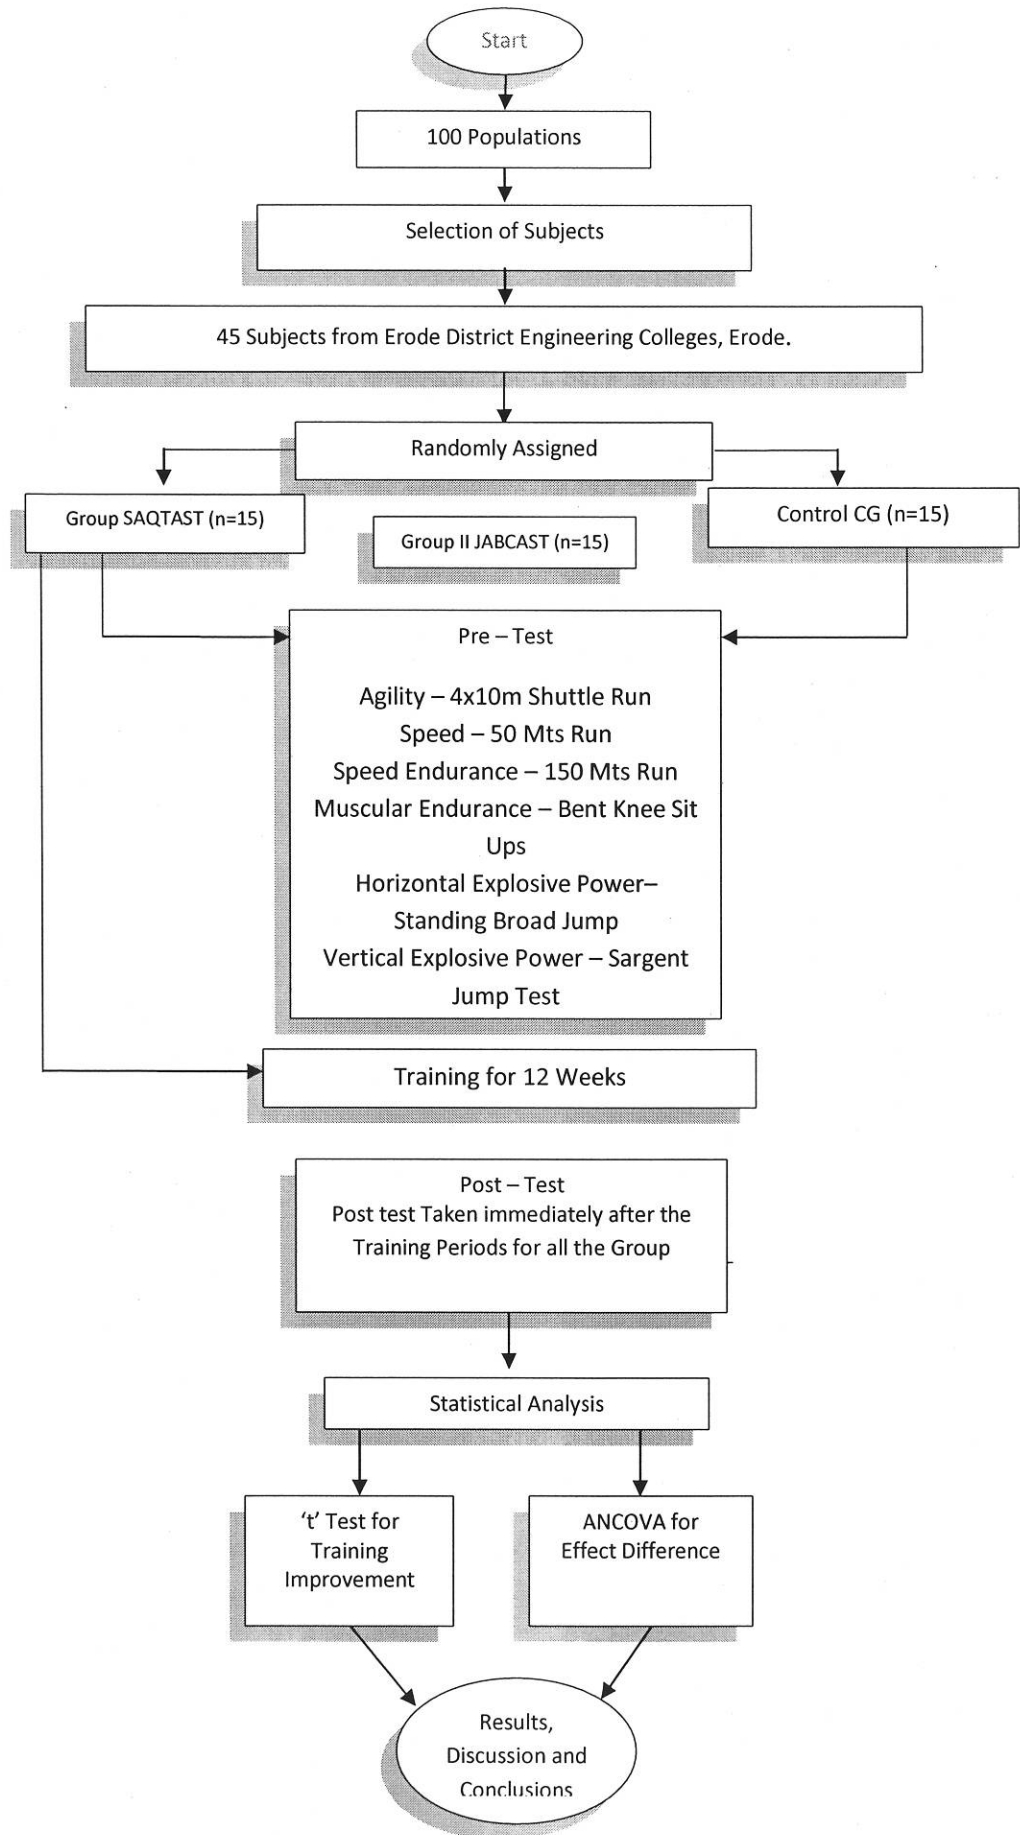 Start
100 Populations
Selection of Subjects
45 Subjects from Erode District Engineering Colleges, Erode.
Randomly Assigned
Group SAQTAST (n=15)
Group II JABCAST (n=15)
Control CG (n=15)
Pre – Test
Agility – 4x10m Shuttle Run
Speed – 50 Mts Run
Speed Endurance – 150 Mts Run
Muscular Endurance – Bent Knee Sit
Ups
Horizontal Explosive Power–
Standing Broad Jump
Vertical Explosive Power – Sargent
Jump Test
Training for 12 Weeks
Post – Test
Post test Taken immediately after the
Training Periods for all the Group
Statistical Analysis
‘t’ Test for
Training
Improvement
ANCOVA for
Effect Difference
Results,
Discussion and
Conclusions